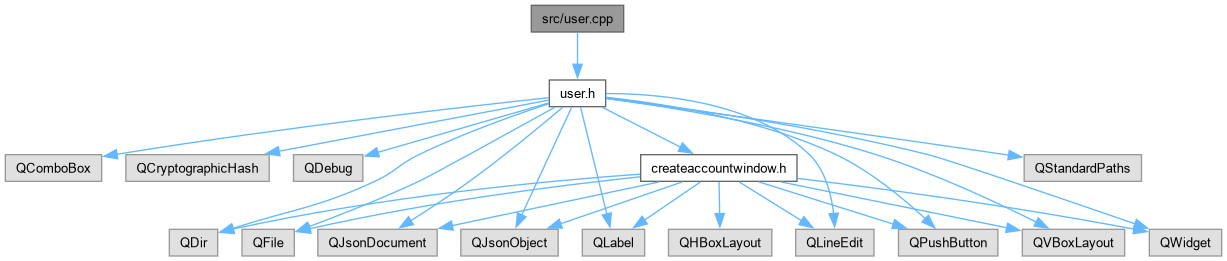 src/user.cpp
user.h
QComboBox
QCryptographicHash
QDebug
createaccountwindow.h
QStandardPaths
QDir
QFile
QJsonDocument
QJsonObject
QLabel
QHBoxLayout
QLineEdit
QPushButton
QVBoxLayout
QWidget